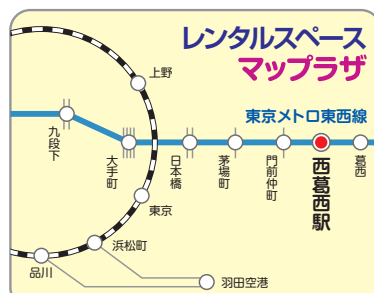 レンタルスペース
マップラザ
上野
東京メトロ東西線
九段下
大手町
日本橋
茅場町
門前仲町
西葛西駅
葛西
東京
浜松町
品川
羽田空港